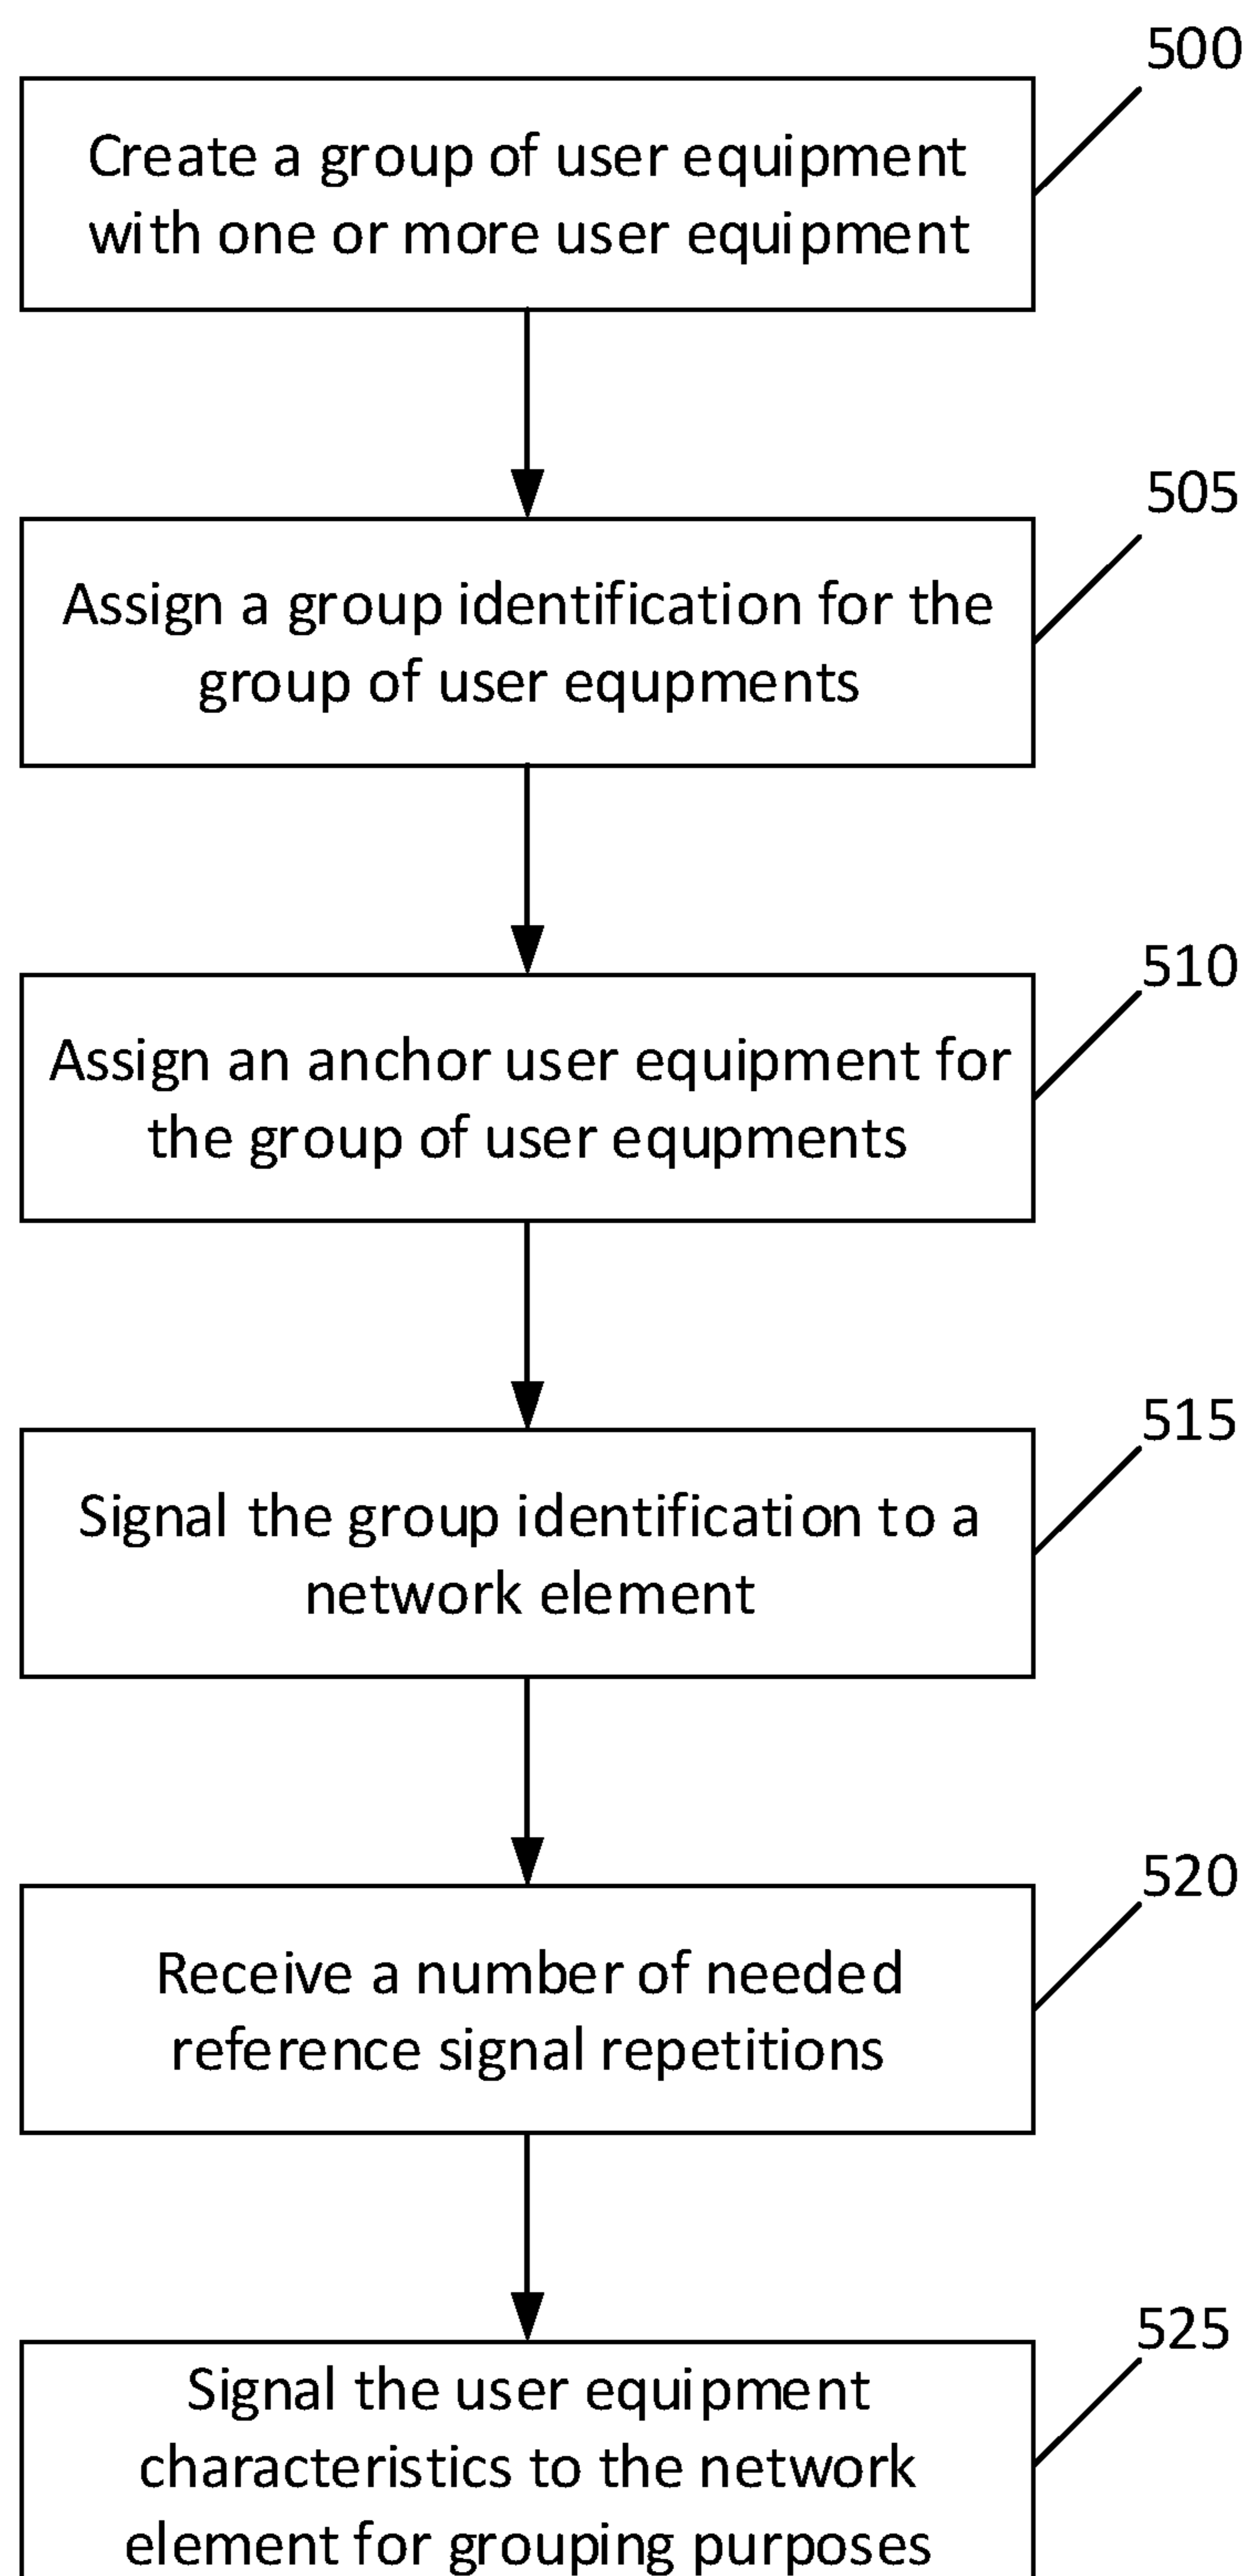 500
Create a group of user equipment
with one or more user equipment
505
Assign a group identification for the
group of user equpments
510
Assign an anchor user equipment for
the group of user equpments
515
Signal the group identification to a
network element
520
Receive a number of needed
reference signal repetitions
525
Signal the user equipment
characteristics to the network
element for grouping purposes